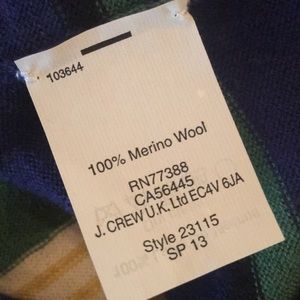 103644
100% Merino Wool
RN77388
CA56445
J. CREW U.K. Ltd EC4V 6JA
Style 23115
SP 13